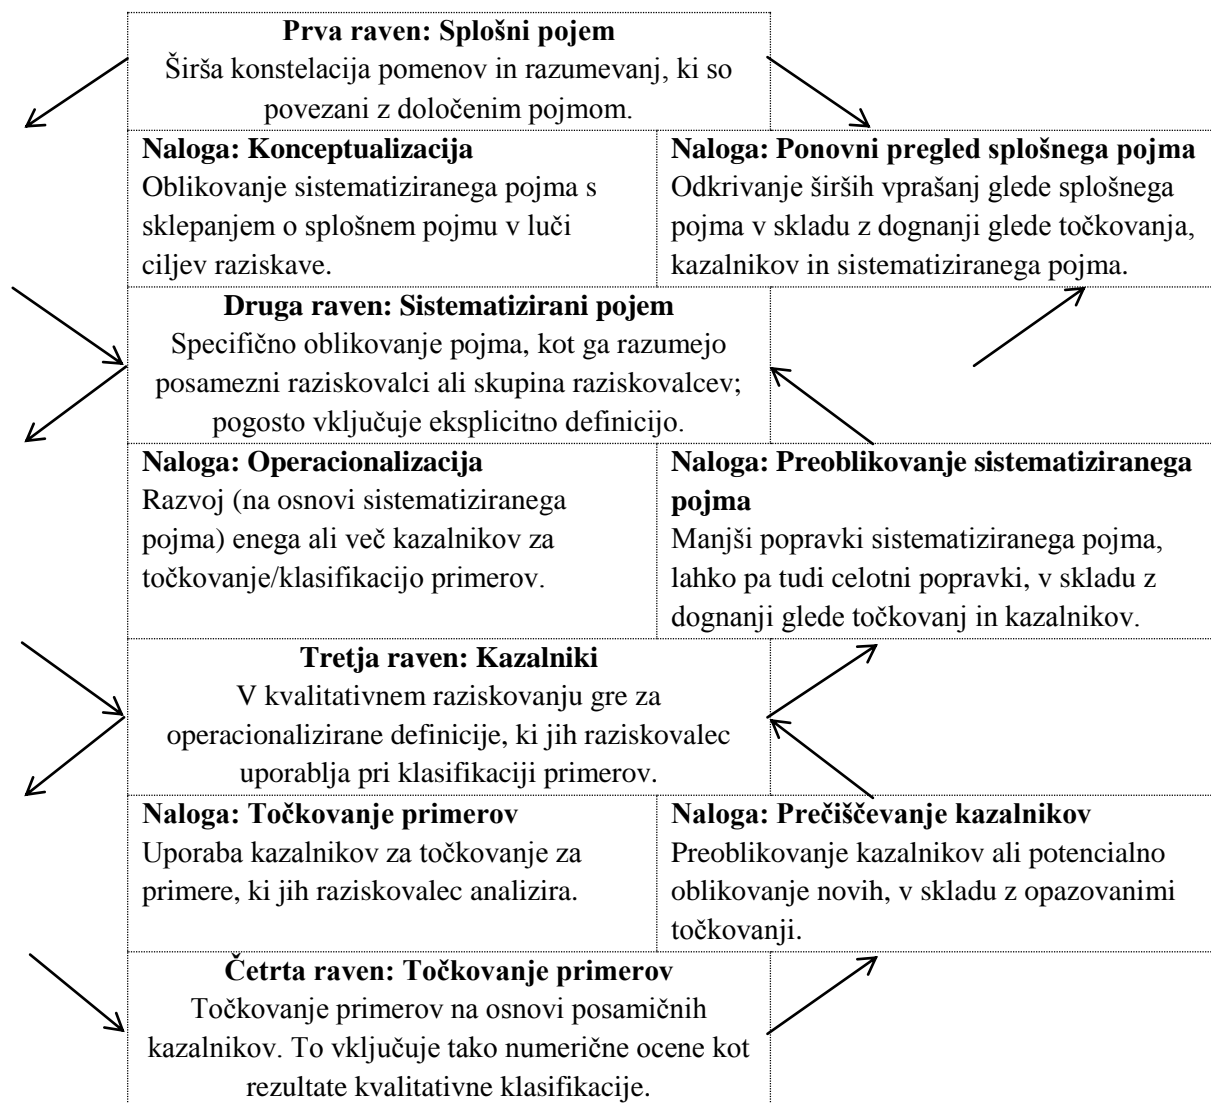 Prva raven: Splošni pojem
Širša konstelacija pomenov in razumevanj, ki so
povezani z določenim pojmom.
Naloga: Konceptualizacija
Oblikovanje sistematiziranega pojma s
sklepanjem o splošnem pojmu v luči
ciljev raziskave.
Naloga: Ponovni pregled splošnega pojma
Odkrivanje širših vprašanj glede splošnega
pojma v skladu z dognanji glede točkovanja,
kazalnikov in sistematiziranega pojma.
Druga raven: Sistematizirani pojem
Specifično oblikovanje pojma, kot ga razumejo
posamezni raziskovalci ali skupina raziskovalcev;
pogosto vključuje eksplicitno definicijo.
Naloga: Operacionalizacija
Razvoj (na osnovi sistematiziranega
pojma) enega ali več kazalnikov za
točkovanje/klasifikacijo primerov.
Naloga: Preoblikovanje sistematiziranega
pojma
Manjši popravki sistematiziranega pojma,
lahko pa tudi celotni popravki, v skladu z
dognanji glede točkovanj in kazalnikov.
Tretja raven: Kazalniki
V kvalitativnem raziskovanju gre za
operacionalizirane definicije, ki jih raziskovalec
uporablja pri klasifikaciji primerov.
Naloga: Točkovanje primerov
Uporaba kazalnikov za točkovanje za
primere, ki jih raziskovalec analizira.
Naloga: Prečiščevanje kazalnikov
Preoblikovanje kazalnikov ali potencialno
oblikovanje novih, v skladu z opazovanimi
točkovanji.
Četrta raven: Točkovanje primerov
Točkovanje primerov na osnovi posamičnih
kazalnikov. To vključuje tako numerične ocene kot
rezultate kvalitativne klasifikacije.